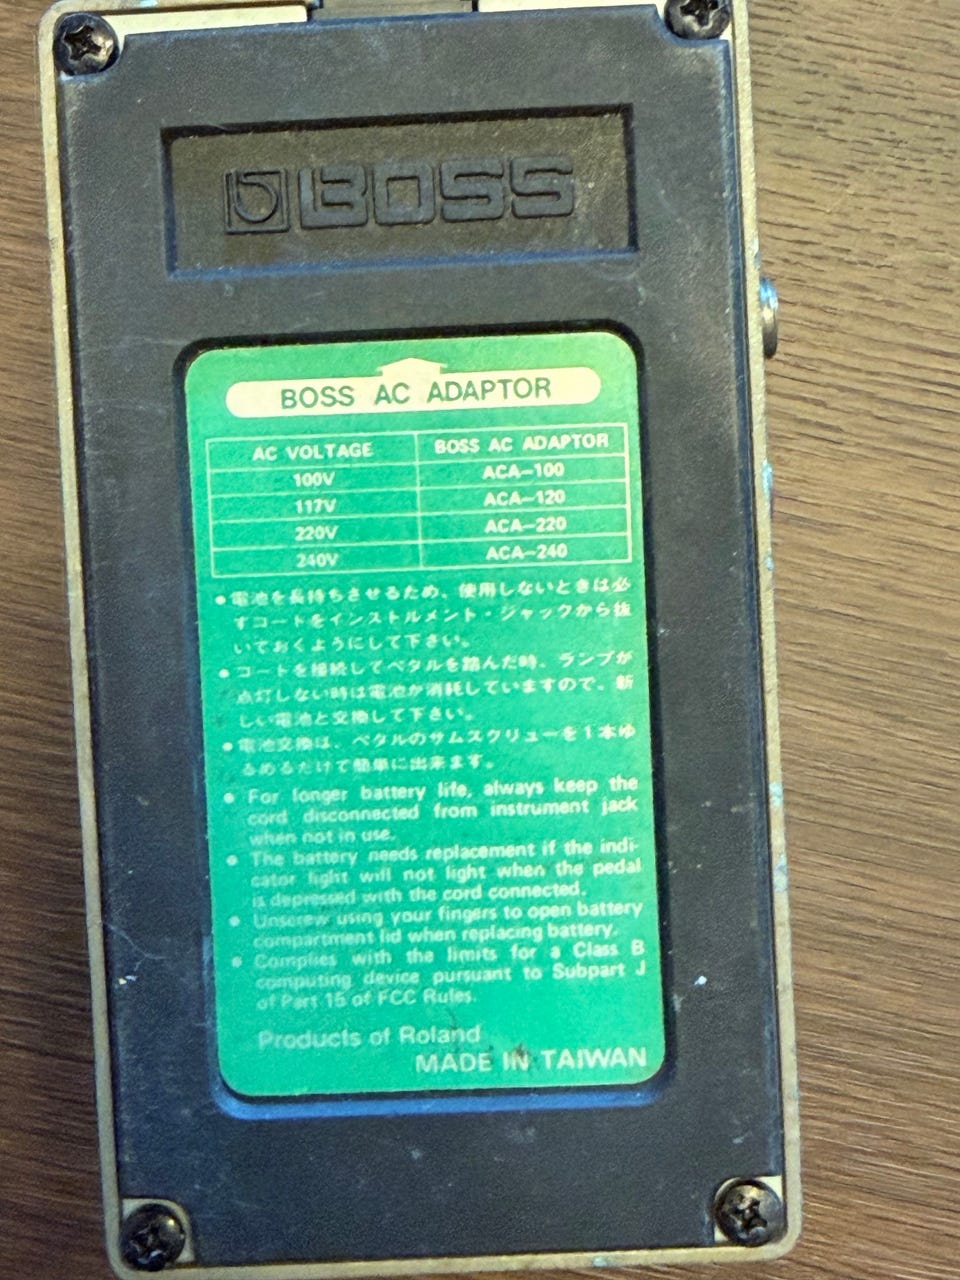 BOSS
BOSS AC ADAPTOR
AC VOLTAGE BOSS AC ADAPTOR
100V ACA-100
117V ACA-120
220V ACA-220
240V ACA-240
● 電池を長持ちさせるため、使用しないときは必
ずコードをインストルメント・ジャックから抜
いておくようにして下さい。
● コードを接続してペダルを踏んだ時、ランプが
点灯しない時は電池が消耗していますので、新
しい電池と交換して下さい。
● 電池交換は、ペダルのサムスクリューを1本ゆ
るめるだけで簡単に出来ます。
● For longer battery life, always keep the
cord disconnected from instrument jack
when not in use.
● The battery needs replacement if the indi-
cator light will not light when the pedal
is depressed with the cord connected.
● Unscrew using your fingers to open battery
compartment lid when replacing battery.
● Complies with the limits for a Class B
computing device pursuant to Subpart J
of Part 15 of FCC Rules.
Products of Roland
MADE IN TAIWAN